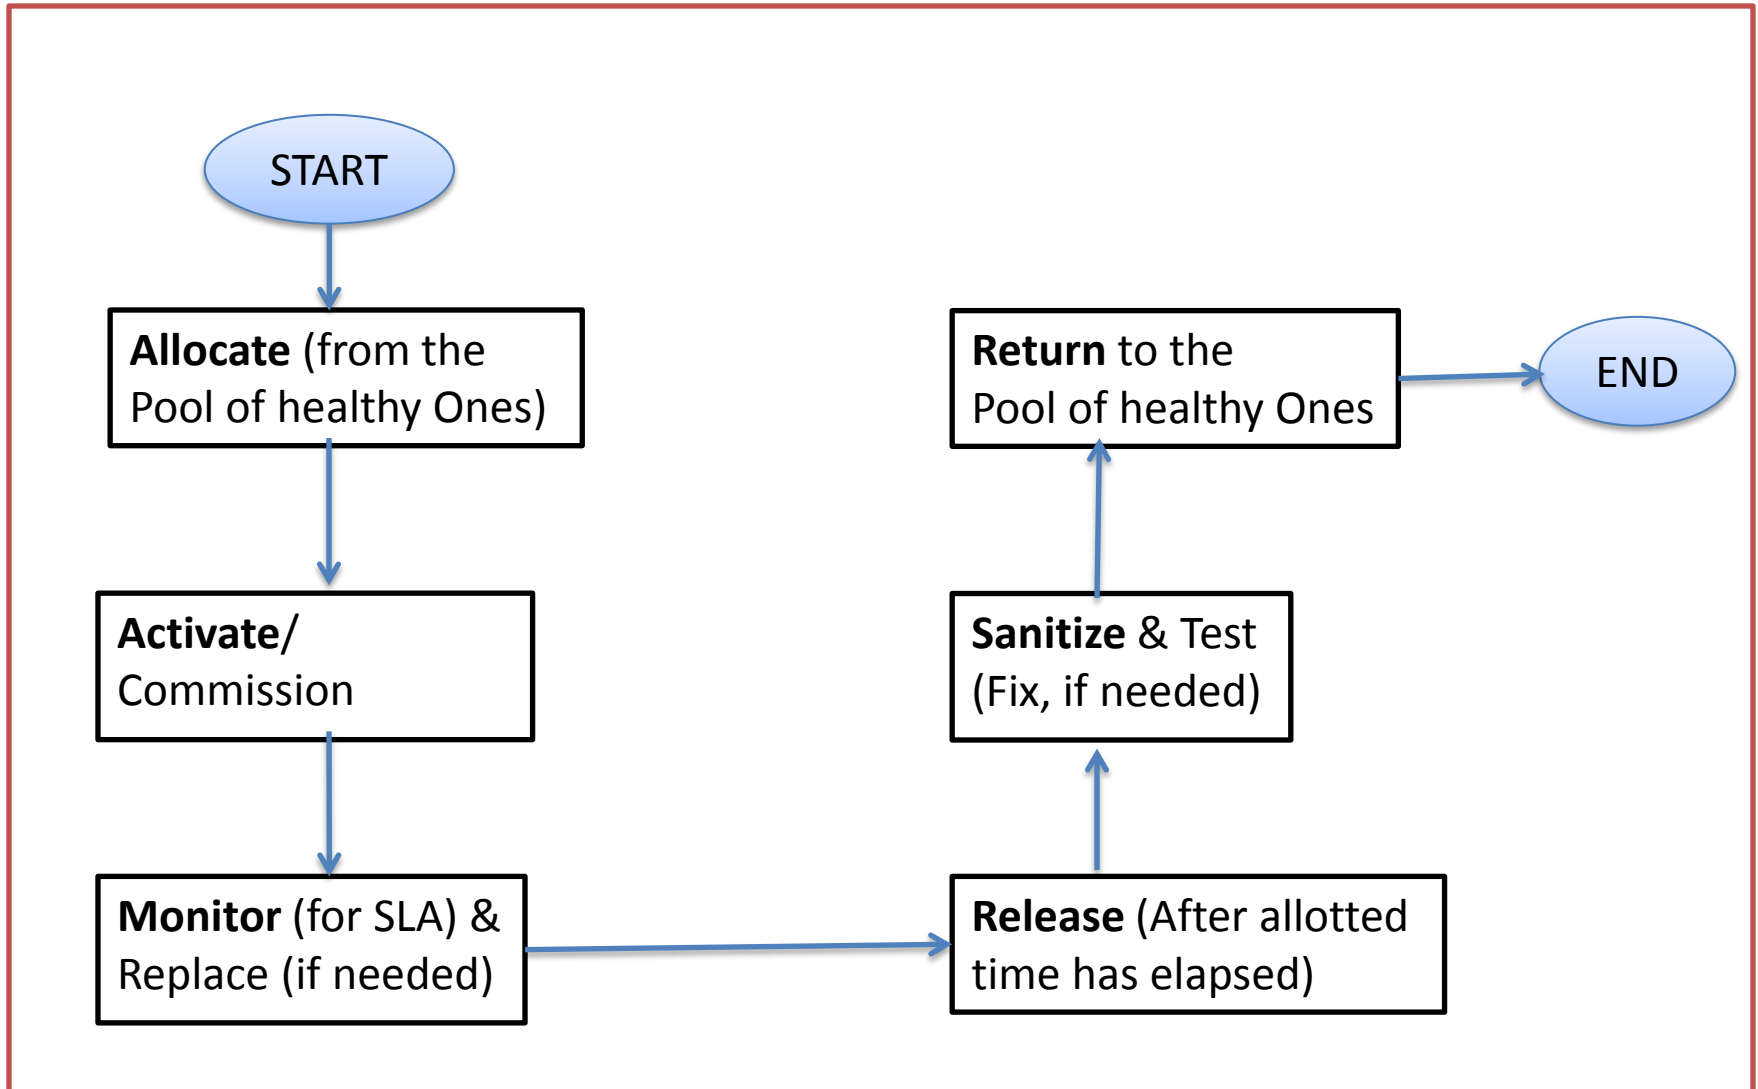 START
Allocate (from the
Pool of healthy Ones)
Activate/
Commission
Monitor (for SLA) &
Replace (if needed)
Release (After allotted
time has elapsed)
Sanitize & Test
(Fix, if needed)
Return to the
Pool of healthy Ones
END